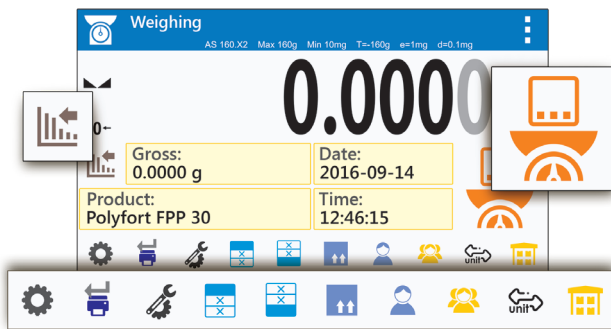 Weighing
AS 160.X2 Max 160g Min 10mg T=-160g e=1mg d=0.1mg
0.000
0
Gross:
0.0000 g
Date:
2016-09-14
Product:
Polyfort FPP 30
Time:
12:46:15
unit
unit